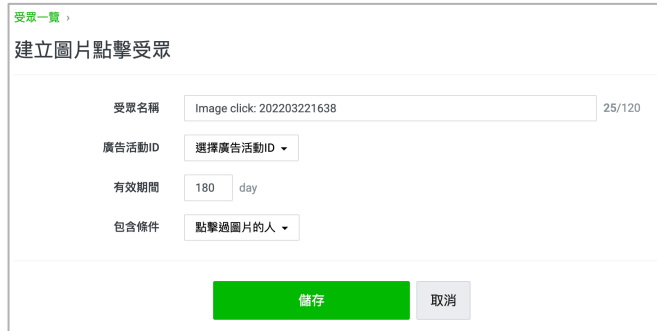 受眾一覽 ›
建立圖片點擊受眾
受眾名稱 Image click: 202203221638 25/120
廣告活動ID 選擇廣告活動ID
有效期間 180 day
包含條件 點擊過圖片的人
儲存 取消